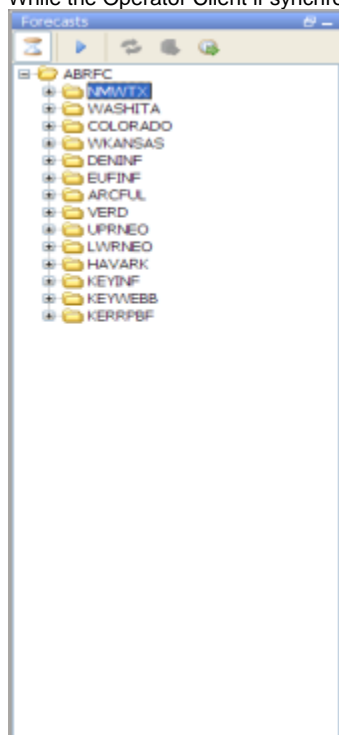 While the Operator Client II synchro
Forecasts
ABRFC
NMWTX
WASHITA
COLORADO
WKANSAS
DENINF
EUFINF
ARCFUL
VERD
UPRNEO
LWRNEO
HAVARK
KEYINF
KEYWEBB
KERRPBF